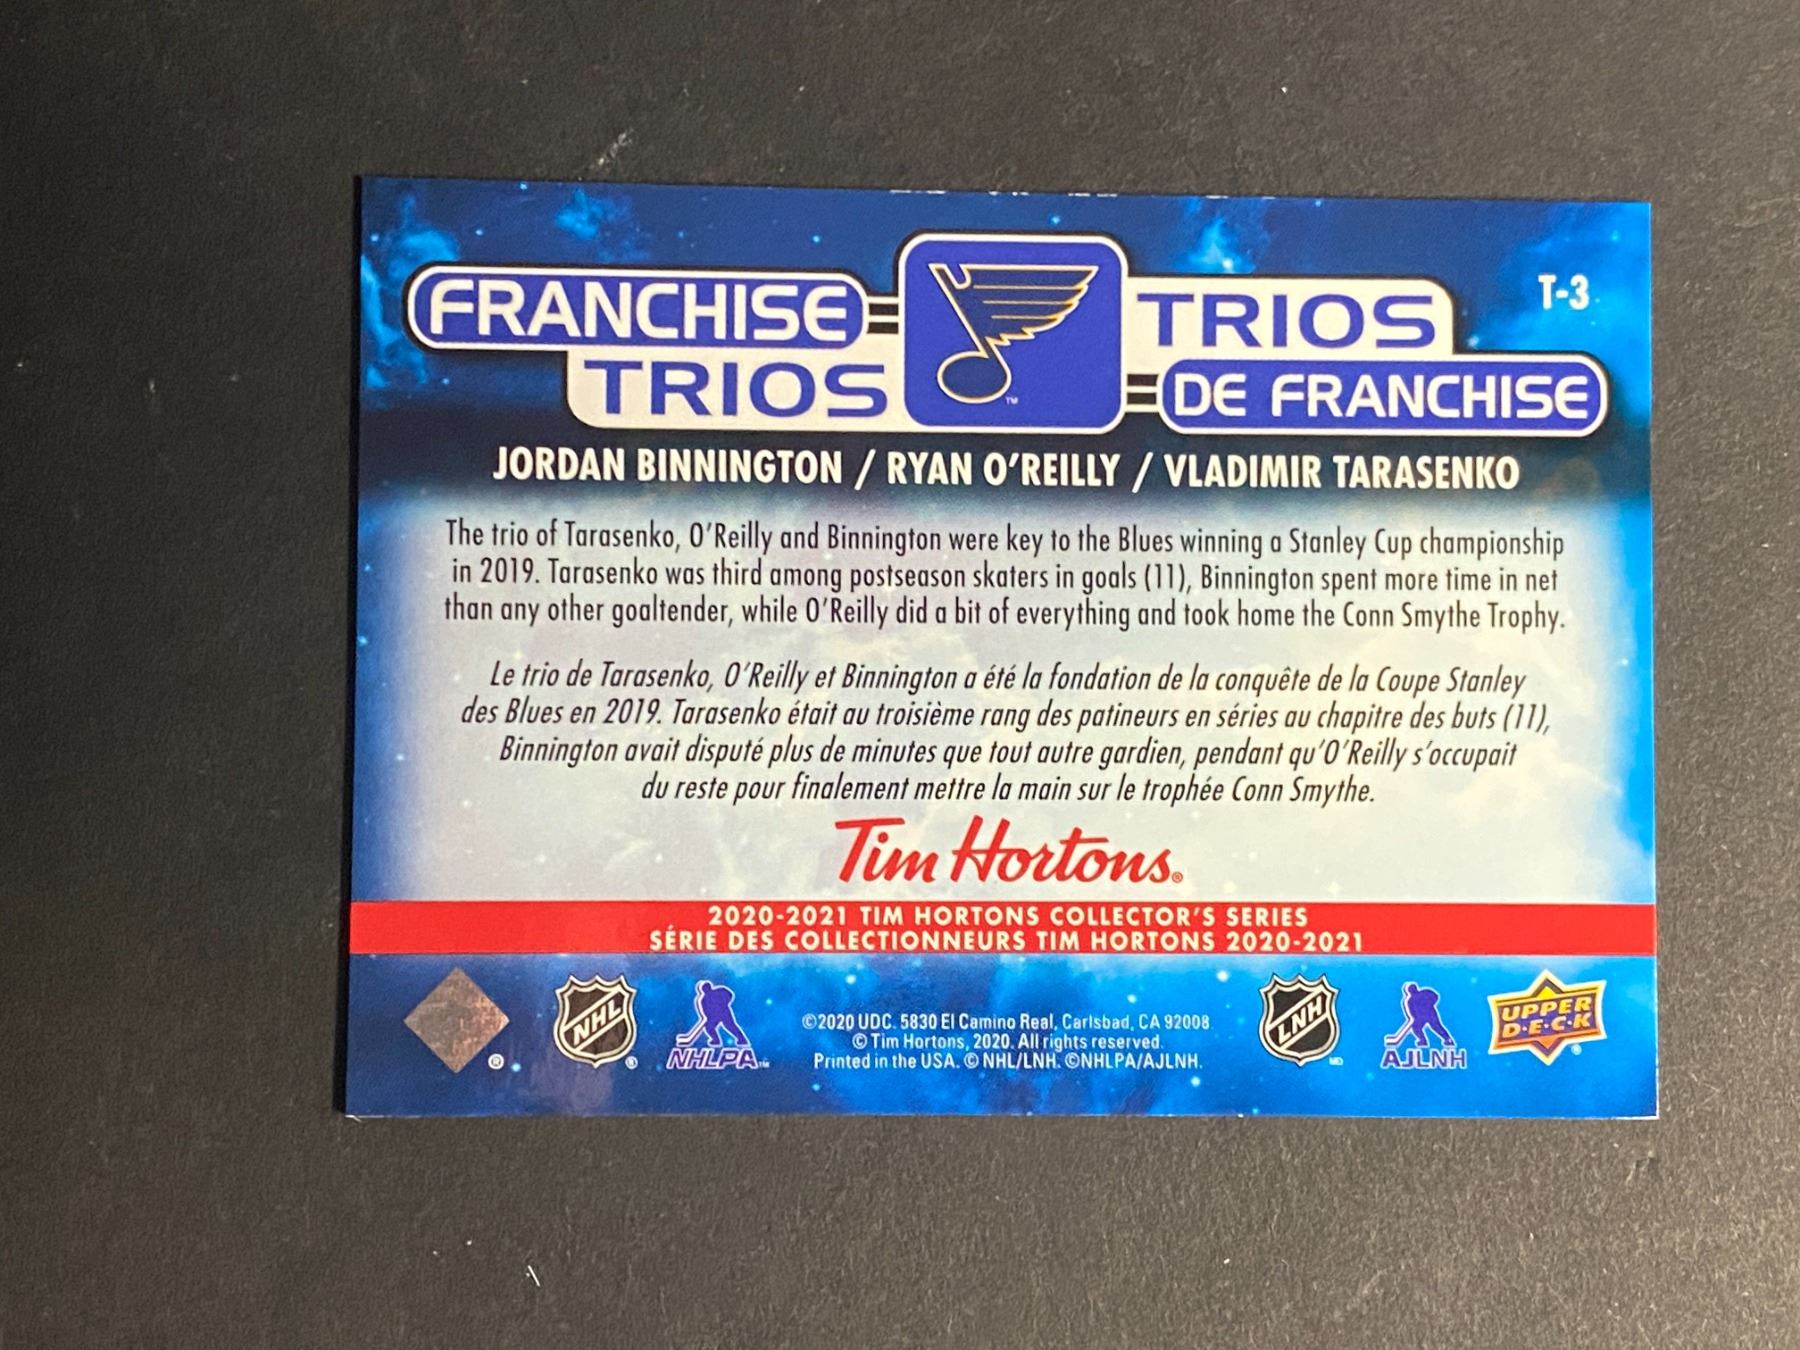 FRANCHISE TRIOS
TRIOS DE FRANCHISE
TM
T-3
JORDAN BINNINGTON / RYAN O'REILLY / VLADIMIR TARASENKO
The trio of Tarasenko, O'Reilly and Binnington were key to the Blues winning a Stanley Cup championship
in 2019. Tarasenko was third among postseason skaters in goals (11), Binnington spent more time in net
than any other goaltender, while O'Reilly did a bit of everything and took home the Conn Smythe Trophy.
Le trio de Tarasenko, O'Reilly et Binnington a été la fondation de la conquête de la Coupe Stanley
des Blues en 2019. Tarasenko était au troisième rang des patineurs en séries au chapitre des buts (11),
Binnington avait disputé plus de minutes que tout autre gardien, pendant qu'O'Reilly s'occupait
du reste pour finalement mettre la main sur le trophée Conn Smythe.
Tim Hortons®
2020-2021 TIM HORTONS COLLECTOR'S SERIES
SÉRIE DES COLLECTIONNEURS TIM HORTONS 2020-2021
®
NHL ®
NHLPA™
©2020 UDC. 5830 El Camino Real, Carlsbad, CA 92008
© Tim Hortons, 2020. All rights reserved.
Printed in the USA. © NHL/LNH. ©NHLPA/AJLNH.
LNH MD
AJLNH
UPPER
D·E·C·K ®